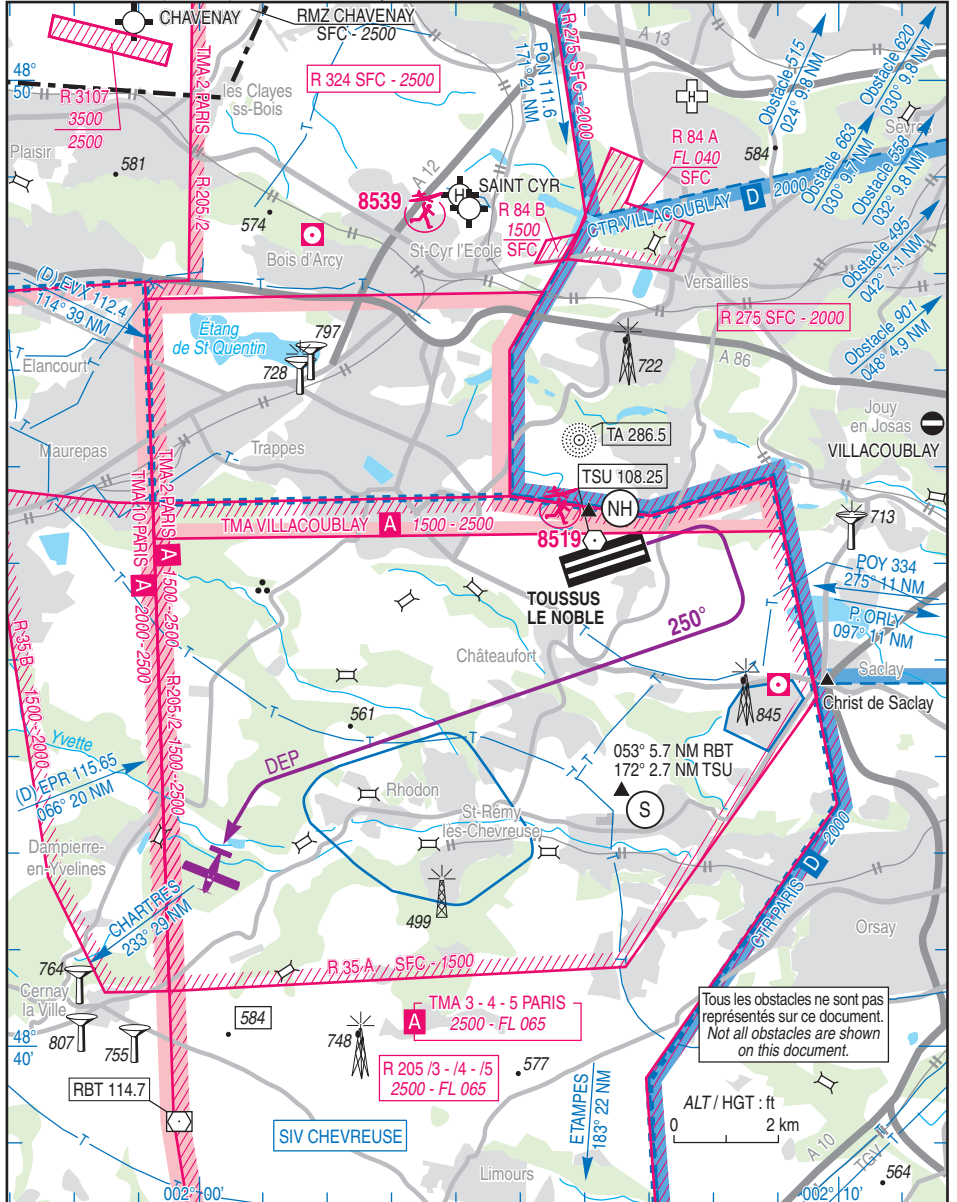 CHAVENAY
RMZ CHAVENAY
SFC - 2500
R 324 SFC - 2500
R 3107
3500
2500
TMA 2 PARIS
R 205 /2
les Clayes
ss-Bois
Plaisir
581
574
Bois d'Arcy
8539
A 12
SAINT CYR
H
St-Cyr l'Ecole
PON 111.6
171° 21 NM
R 275 SFC - 2000
A 13
H
R 84 A
FL 040
SFC
R 84 B
1500
SFC
584
Obstacle 515
024° 9.8 NM
Obstacle 620
030° 9.8 NM
Obstacle 663
030° 9.7 NM
Obstacle 538
032° 9.8 NM
Obstacle 495
042° 7.1 NM
Obstacle 901
048° 4.9 NM
Sèvres
CTR VILLACOUBLAY D 2000
Versailles
R 275 SFC - 2000
48°
50'
(D) EVX 112.4
114° 39 NM
Étang
de St Quentin
797
728
Elancourt
Maurepas
Trappes
722
A 86
Jouy
en Josas
VILLACOUBLAY
TA 286.5
TSU 108.25
NH
8519
713
TMA VILLACOUBLAY A 1500 - 2500
TMA 2 PARIS A 1500 - 2500
TMA 10 PARIS A 2000-2500
R 205 /2 1500 - 2500
TOUSSUS
LE NOBLE
250°
POY 334
275° 11 NM
P. ORLY
097° 11 NM
Saclay
Christ de Saclay
Châteaufort
845
R 35 B 1500 - 2000
Yvette
561
DEP
053° 5.7 NM RBT
172° 2.7 NM TSU
S
(D) EPR 115.65
066° 20 NM
Rhodon
St-Rémy
lès-Chevreuse
Dampierre-
en-Yvelines
CHARTRES
233° 29 NM
499
CTR PARIS D 2000
Orsay
764
Cernay
la Ville
R 35 A SFC - 1500
TMA 3 - 4 - 5 PARIS
A
2500 - FL 065
Tous les obstacles ne sont pas
représentés sur ce document.
Not all obstacles are shown
on this document.
807
755
584
748
48°
40'
R 205 /3 - /4 - /5
2500 - FL 065
577
RBT 114.7
SIV CHEVREUSE
ETAMPES
183° 22 NM
ALT / HGT : ft
0 2 km
A 10
TGV
564
Limours
002° 00'
002° 10'
T
T
T
T
T
T
T
T
T
T
T
T